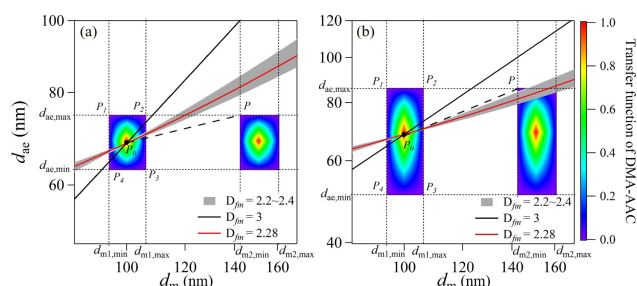 (a)
100
80
60
d_ae (nm)
d_ae,max
d_ae,min
P_1
P_2
P
P_0
P_4
P_3
D_fm = 2.2~2.4
D_fm = 3
D_fm = 2.28
d_m1,min
d_m1,max
d_m2,min
d_m2,max
100
120
140
160
d_m (nm)
(b)
120
100
80
60
40
d_ae,max
d_ae,min
P_1
P_2
P
P_0
P_4
P_3
D_fm = 2.2~2.4
D_fm = 3
D_fm = 2.28
d_m1,min
d_m1,max
d_m2,min
d_m2,max
100
120
140
160
d_m (nm)
1.0
0.8
0.6
0.4
0.2
0.0
Transfer function of DMA-AAC